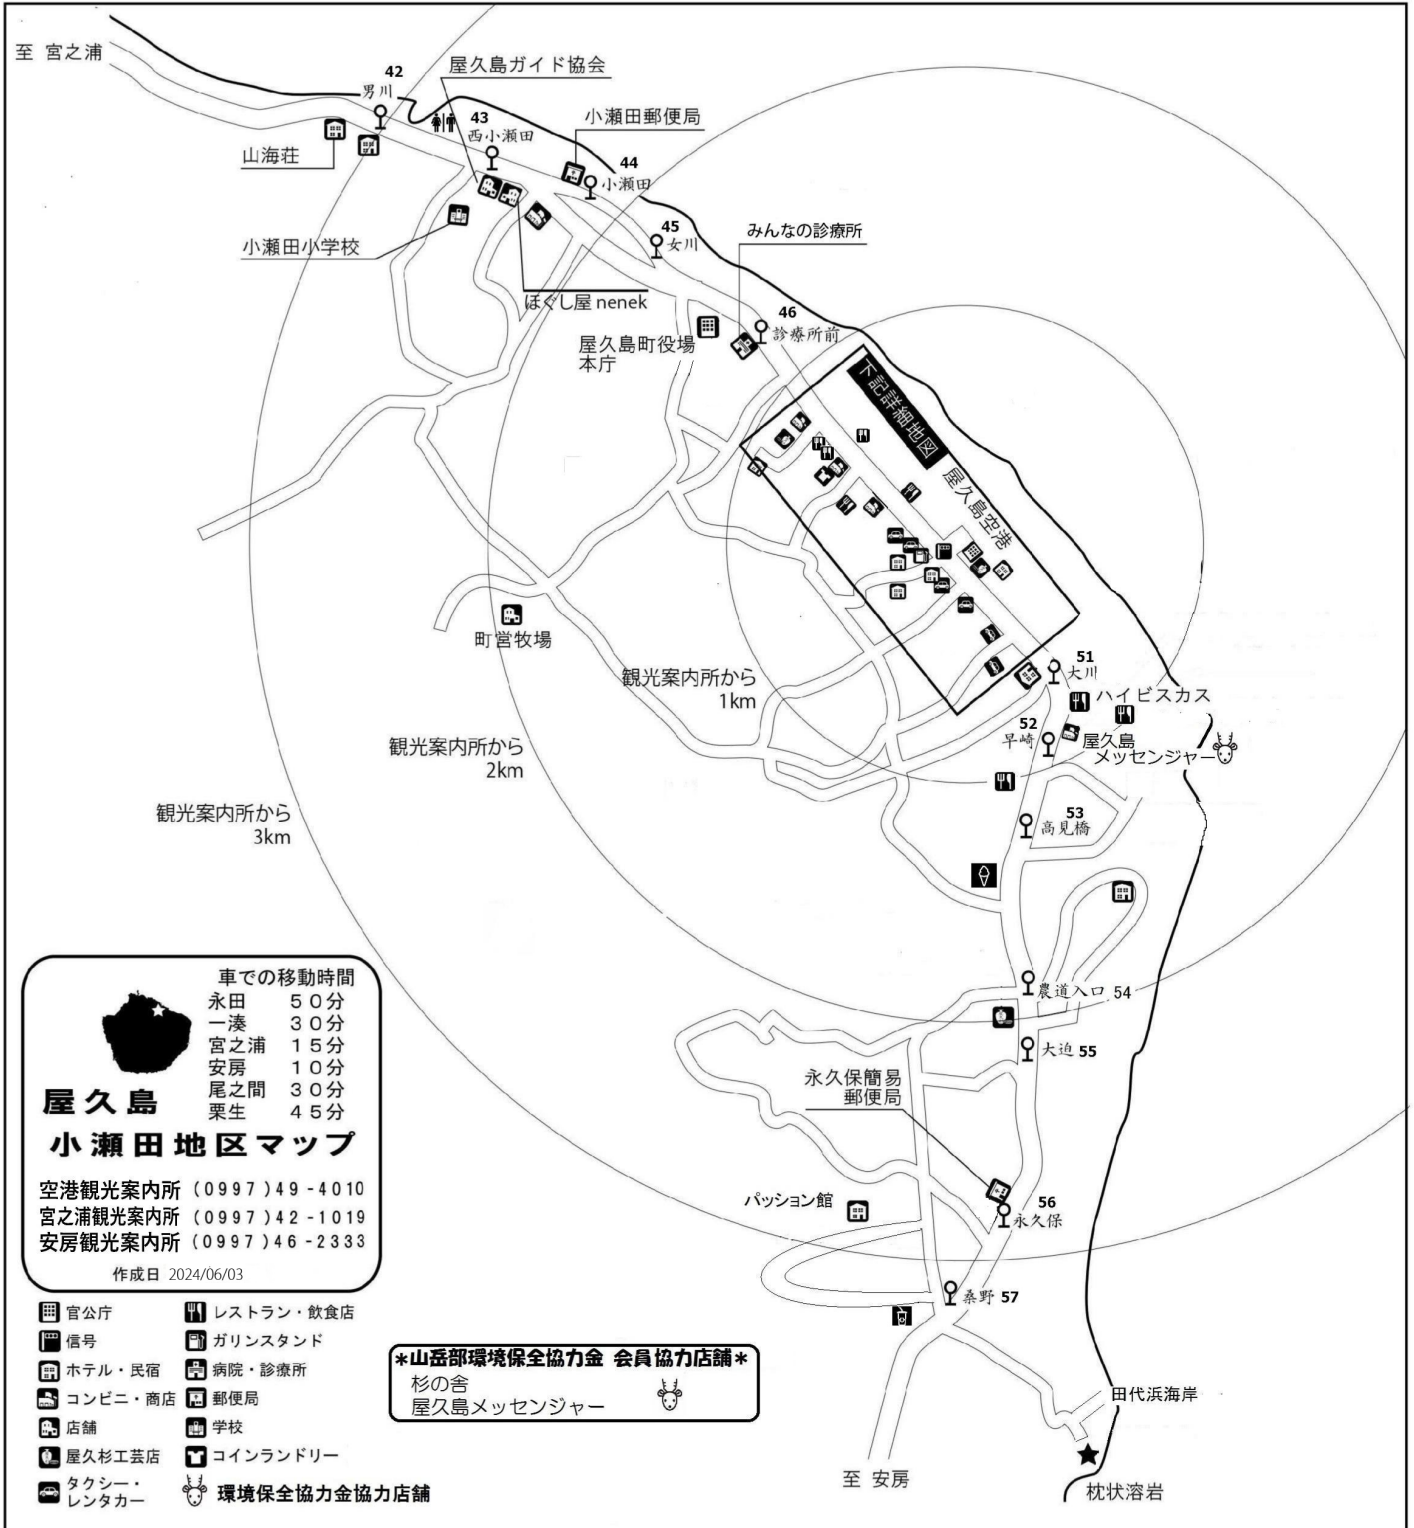 至 宮之浦
42
男川
屋久島ガイド協会
43
西小瀬田
小瀬田郵便局
44
小瀬田
山海荘
45
女川
みんなの診療所
小瀬田小学校
ほぐし屋 nenek
46
診療所前
屋久島町役場
本庁
下記詳細地図
屋久島空港
町営牧場
観光案内所から
1km
51
大川
ハイビスカス
52
早崎
屋久島
メッセンジャー
観光案内所から
2km
観光案内所から
3km
53
高見橋
農道入口 54
大迫 55
永久保簡易
郵便局
パッション館
56
永久保
桑野 57
田代浜海岸
至 安房
枕状溶岩
車での移動時間
永田 50分
一湊 30分
宮之浦 15分
安房 10分
尾之間 30分
栗生 45分
屋久島
小瀬田地区マップ
空港観光案内所 (0997)49-4010
宮之浦観光案内所 (0997)42-1019
安房観光案内所 (0997)46-2333
作成日 2024/06/03
官公庁
レストラン・飲食店
信号
ガリンスタンド
ホテル・民宿
病院・診療所
コンビニ・商店
郵便局
店舗
学校
屋久杉工芸店
コインランドリー
タクシー・
レンタカー
環境保全協力金協力店舗
*山岳部環境保全協力金 会員協力店舗*
杉の舎
屋久島メッセンジャー